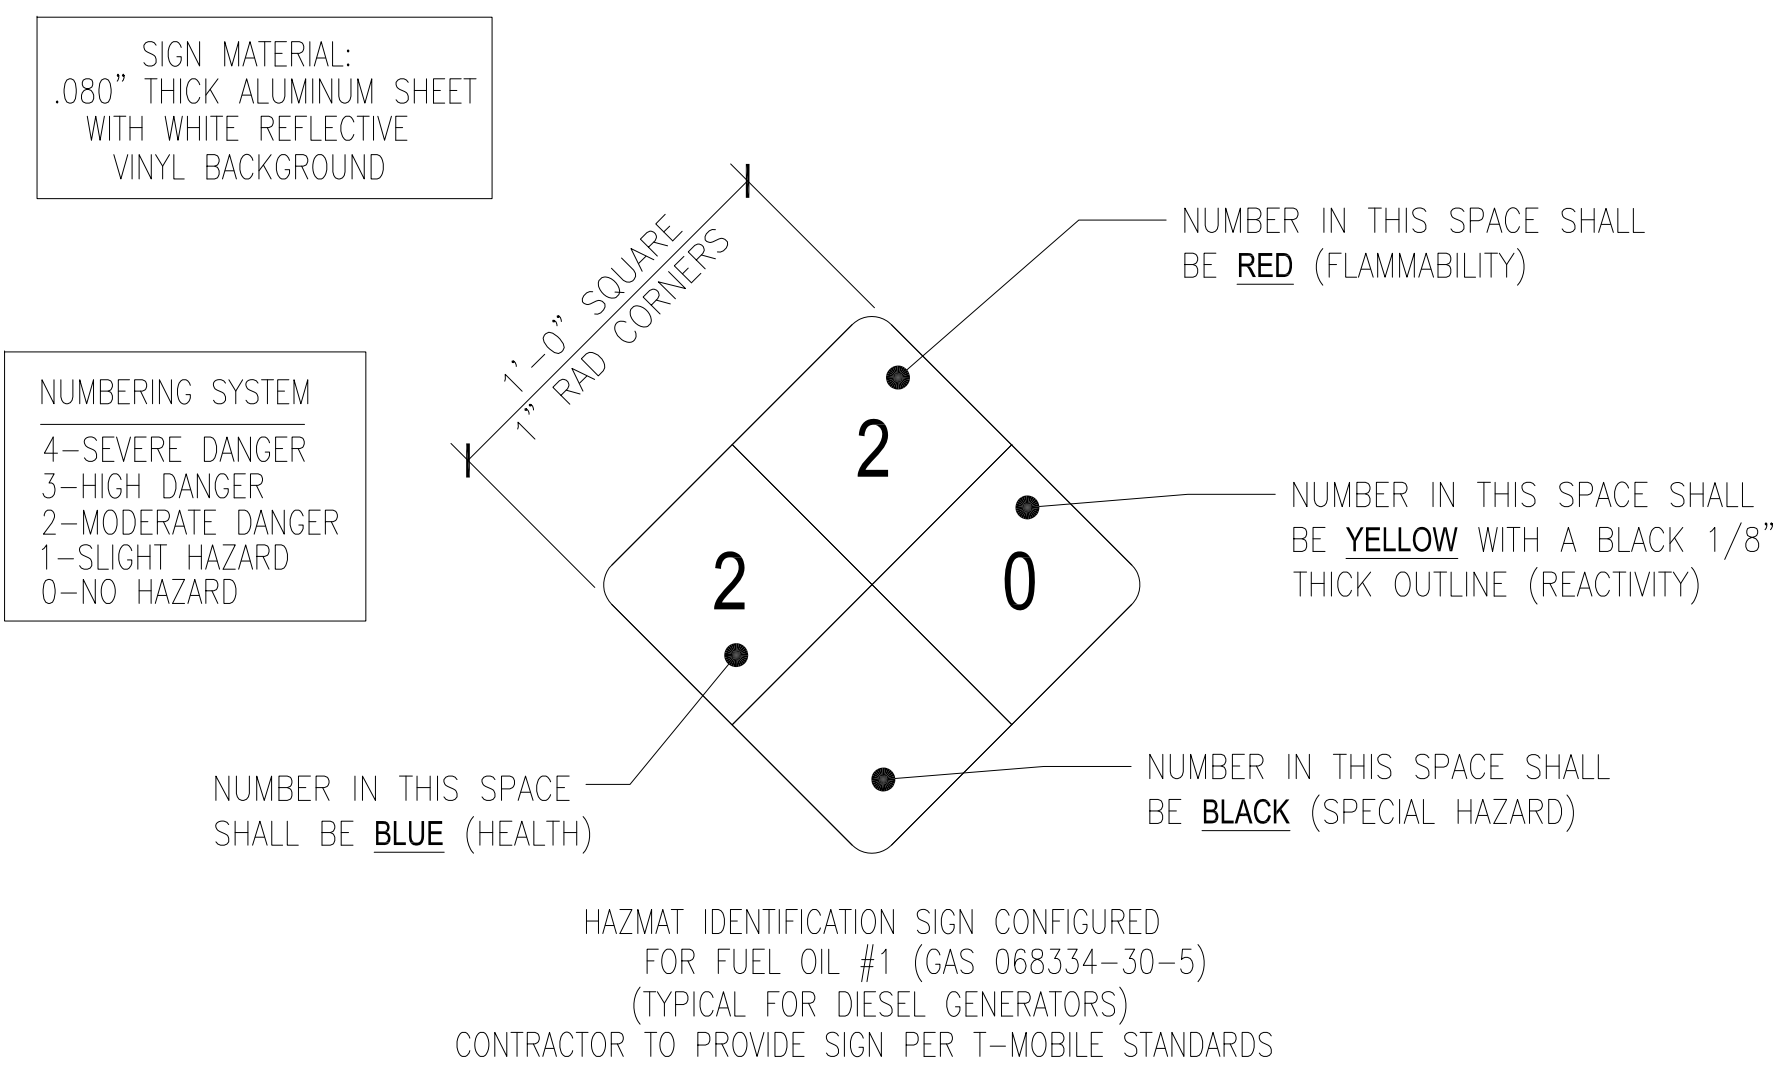 SIGN MATERIAL:
.080” THICK ALUMINUM SHEET
WITH WHITE REFLECTIVE
VINYL BACKGROUND
1’-0” SQUARE
1” RAD CORNERS
NUMBER IN THIS SPACE SHALL
BE RED (FLAMMABILITY)
NUMBERING SYSTEM
4-SEVERE DANGER
3-HIGH DANGER
2-MODERATE DANGER
1-SLIGHT HAZARD
0-NO HAZARD
2
2
0
NUMBER IN THIS SPACE SHALL
BE YELLOW WITH A BLACK 1/8”
THICK OUTLINE (REACTIVITY)
NUMBER IN THIS SPACE
SHALL BE BLUE (HEALTH)
NUMBER IN THIS SPACE SHALL
BE BLACK (SPECIAL HAZARD)
HAZMAT IDENTIFICATION SIGN CONFIGURED
FOR FUEL OIL #1 (GAS 068334-30-5)
(TYPICAL FOR DIESEL GENERATORS)
CONTRACTOR TO PROVIDE SIGN PER T-MOBILE STANDARDS